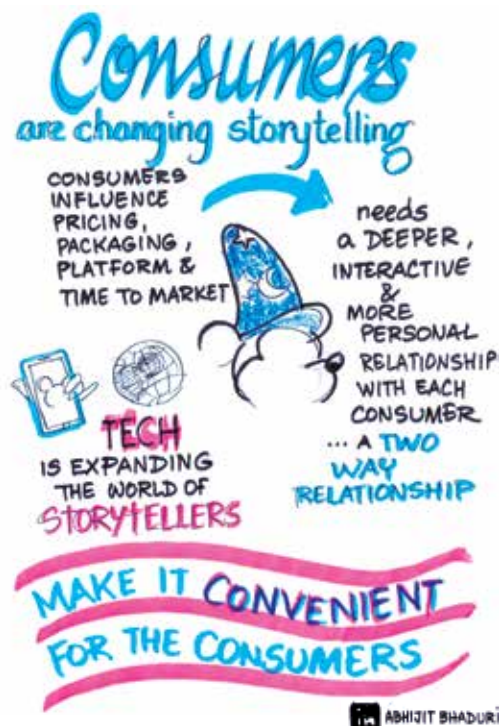 Consumers
are changing storytelling
CONSUMERS
INFLUENCE
PRICING,
PACKAGING,
PLATFORM &
TIME TO MARKET
needs
a DEEPER,
INTERACTIVE
&
MORE
PERSONAL
RELATIONSHIP
WITH EACH
CONSUMER
... A TWO
WAY
RELATIONSHIP
TECH
IS EXPANDING
THE WORLD OF
STORYTELLERS
MAKE IT CONVENIENT
FOR THE CONSUMERS
in ABHIJIT BHADURI